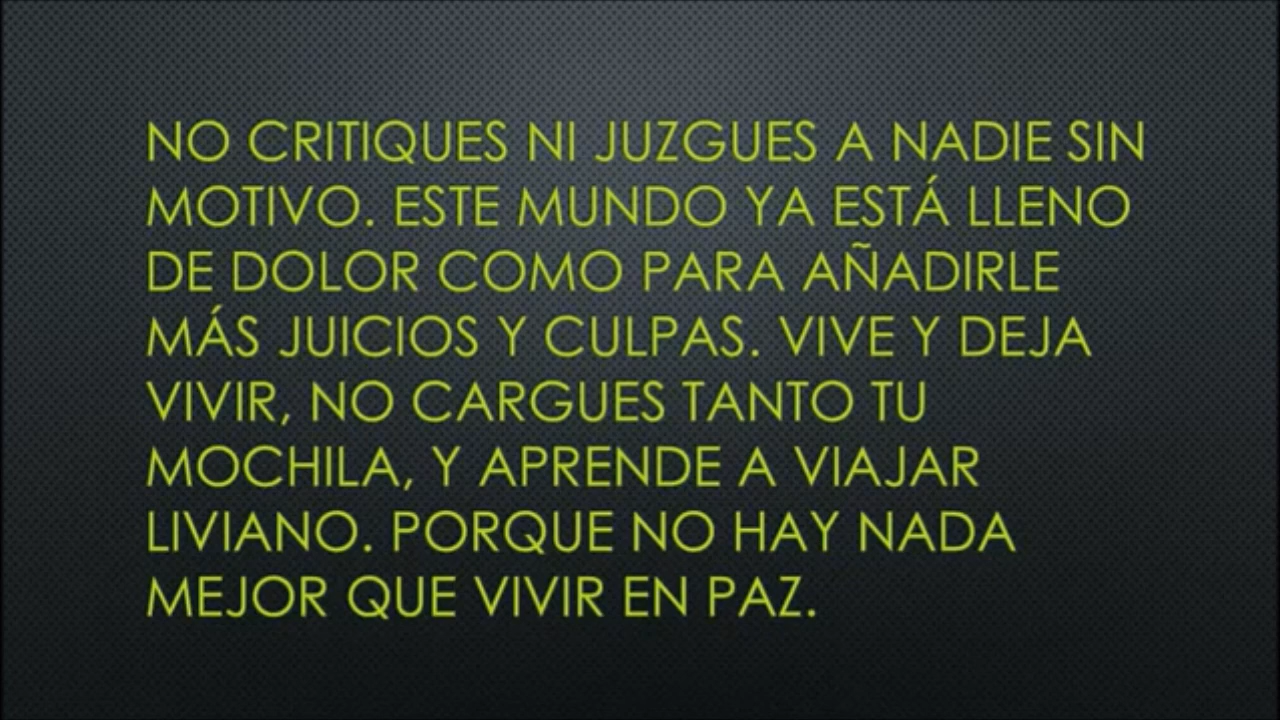 NO CRITIQUES NI JUZGUES A NADIE SIN
MOTIVO. ESTE MUNDO YA ESTÁ LLENO
DE DOLOR COMO PARA AÑADIRLE
MÁS JUICIOS Y CULPAS. VIVE Y DEJA
VIVIR, NO CARGUES TANTO TU
MOCHILA, Y APRENDE A VIAJAR
LIVIANO. PORQUE NO HAY NADA
MEJOR QUE VIVIR EN PAZ.